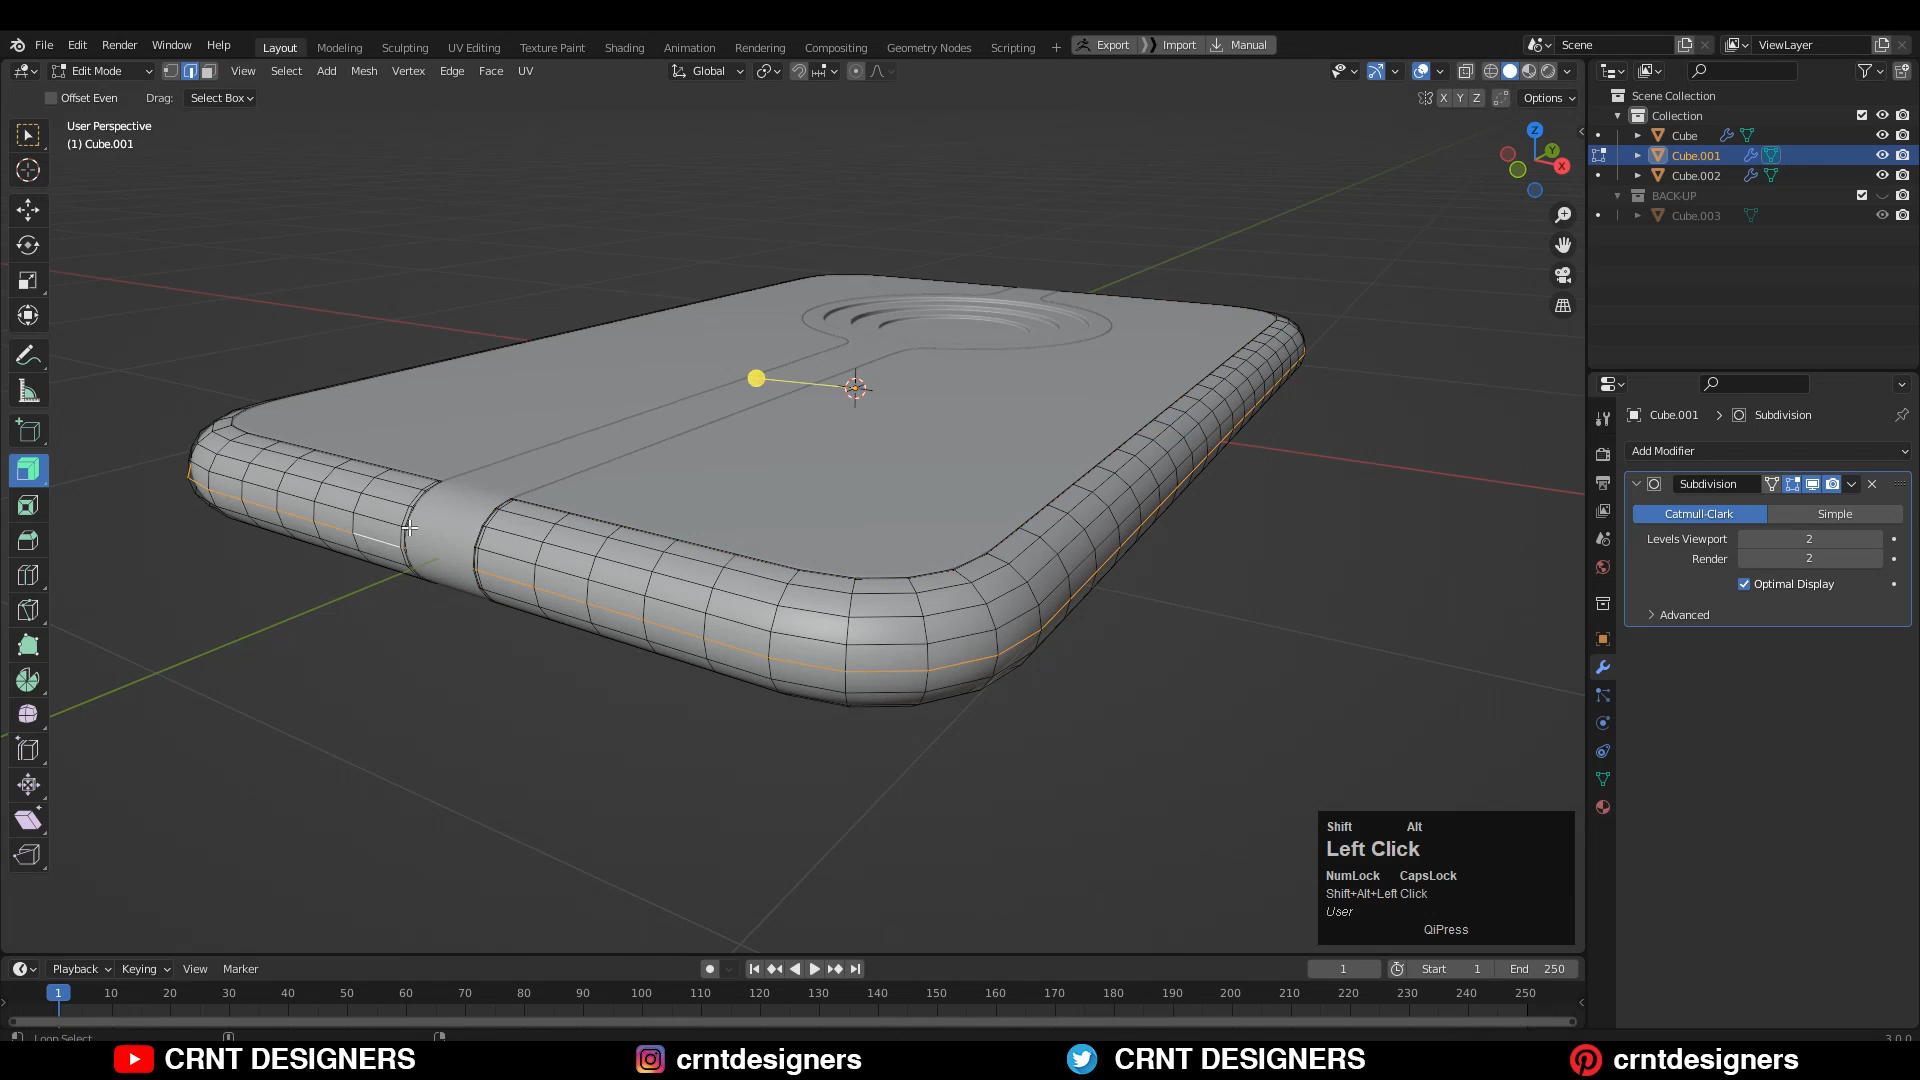 File Edit Render Window Help Layout Modeling Sculpting UV Editing Texture Paint Shading Animation Rendering Compositing Geometry Nodes Scripting + Export Import Manual Scene ViewLayer
Edit Mode View Select Add Mesh Vertex Edge Face UV Global
Offset Even Drag: Select Box X Y Z Options
User Perspective
(1) Cube.001
Z
Y
X
Scene Collection
Collection
Cube
Cube.001
Cube.002
BACK-UP
Cube.003
Cube.001 > Subdivision
Add Modifier
Subdivision
Catmull-Clark Simple
Levels Viewport 2
Render 2
Optimal Display
Advanced
Shift Alt
Left Click
NumLock CapsLock
Shift+Alt+Left Click
User
QiPress
Playback Keying View Marker 1 Start 1 End 250
1 10 20 30 40 50 60 70 80 90 100 110 120 130 140 150 160 170 180 190 200 210 220 230 240 250
Loop Select 3.0.0
CRNT DESIGNERS crntdesigners CRNT DESIGNERS crntdesigners